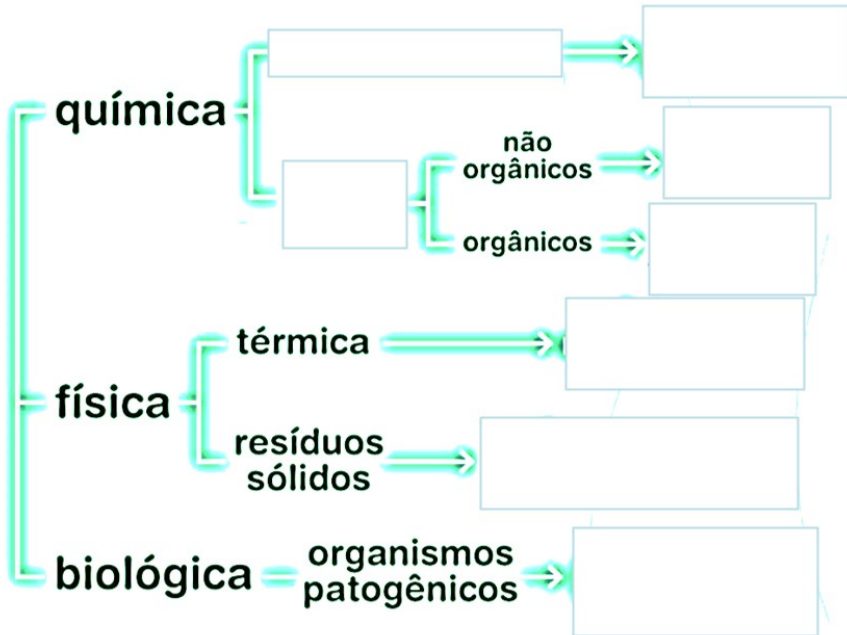 química
não
orgânicos
orgânicos
térmica
física
resíduos
sólidos
biológica
organismos
patogênicos